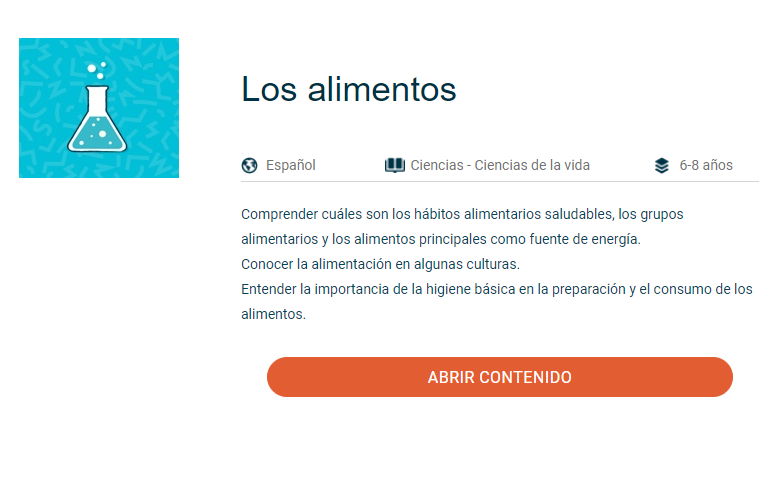 Los alimentos
Español
Ciencias - Ciencias de la vida
6-8 años
Comprender cuáles son los hábitos alimentarios saludables, los grupos
alimentarios y los alimentos principales como fuente de energía.
Conocer la alimentación en algunas culturas.
Entender la importancia de la higiene básica en la preparación y el consumo de los
alimentos.
ABRIR CONTENIDO